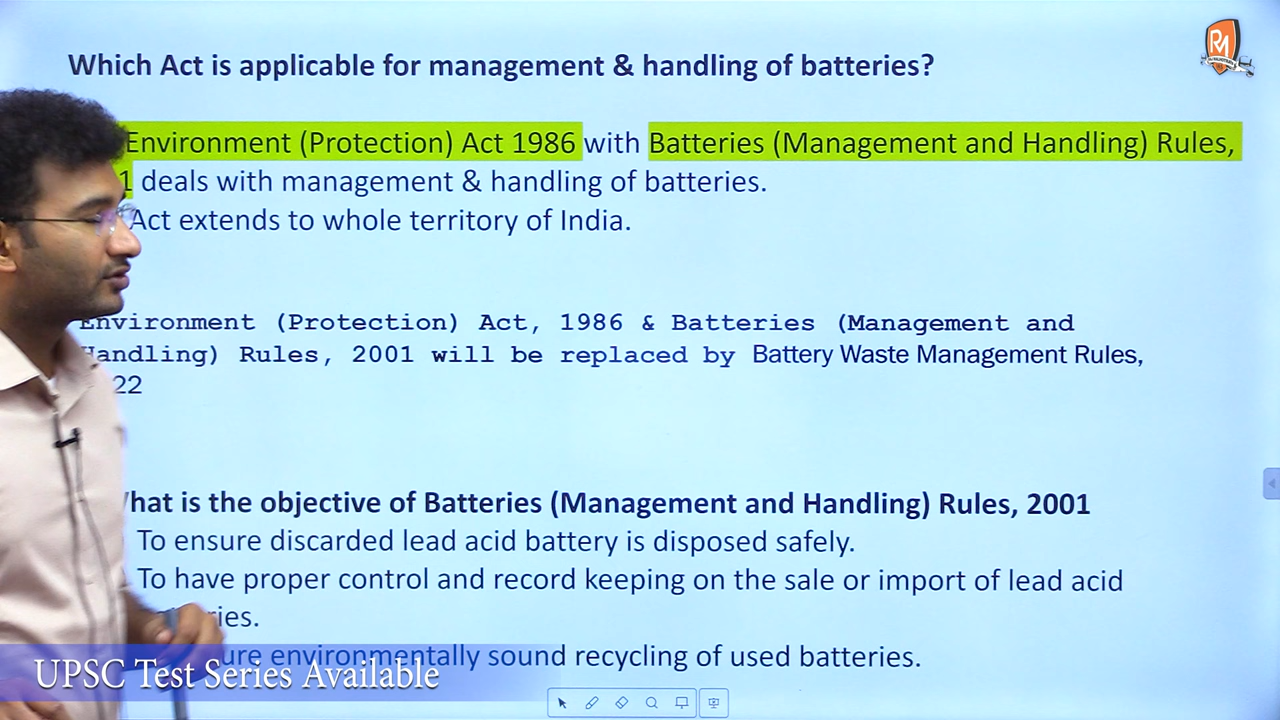 Which Act is applicable for management & handling of batteries?
Environment (Protection) Act 1986 with Batteries (Management and Handling) Rules,
1 deals with management & handling of batteries.
Act extends to whole territory of India.
Environment (Protection) Act, 1986 & Batteries (Management and
Handling) Rules, 2001 will be replaced by Battery Waste Management Rules,
22
hat is the objective of Batteries (Management and Handling) Rules, 2001
To ensure discarded lead acid battery is disposed safely.
To have proper control and record keeping on the sale or import of lead acid
ries.
ure environmentally sound recycling of used batteries.
UPSC Test Series Available